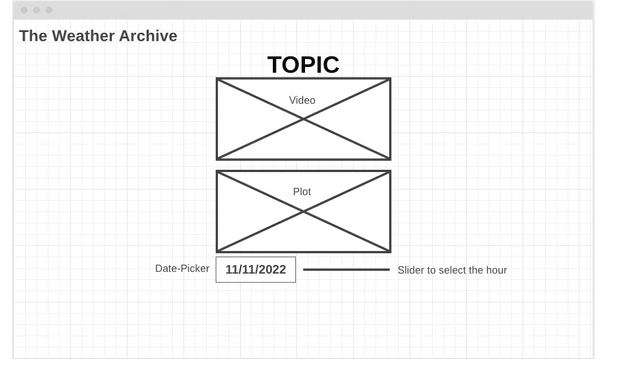 The Weather Archive
TOPIC
Video
Plot
Date-Picker 11/11/2022 Slider to select the hour